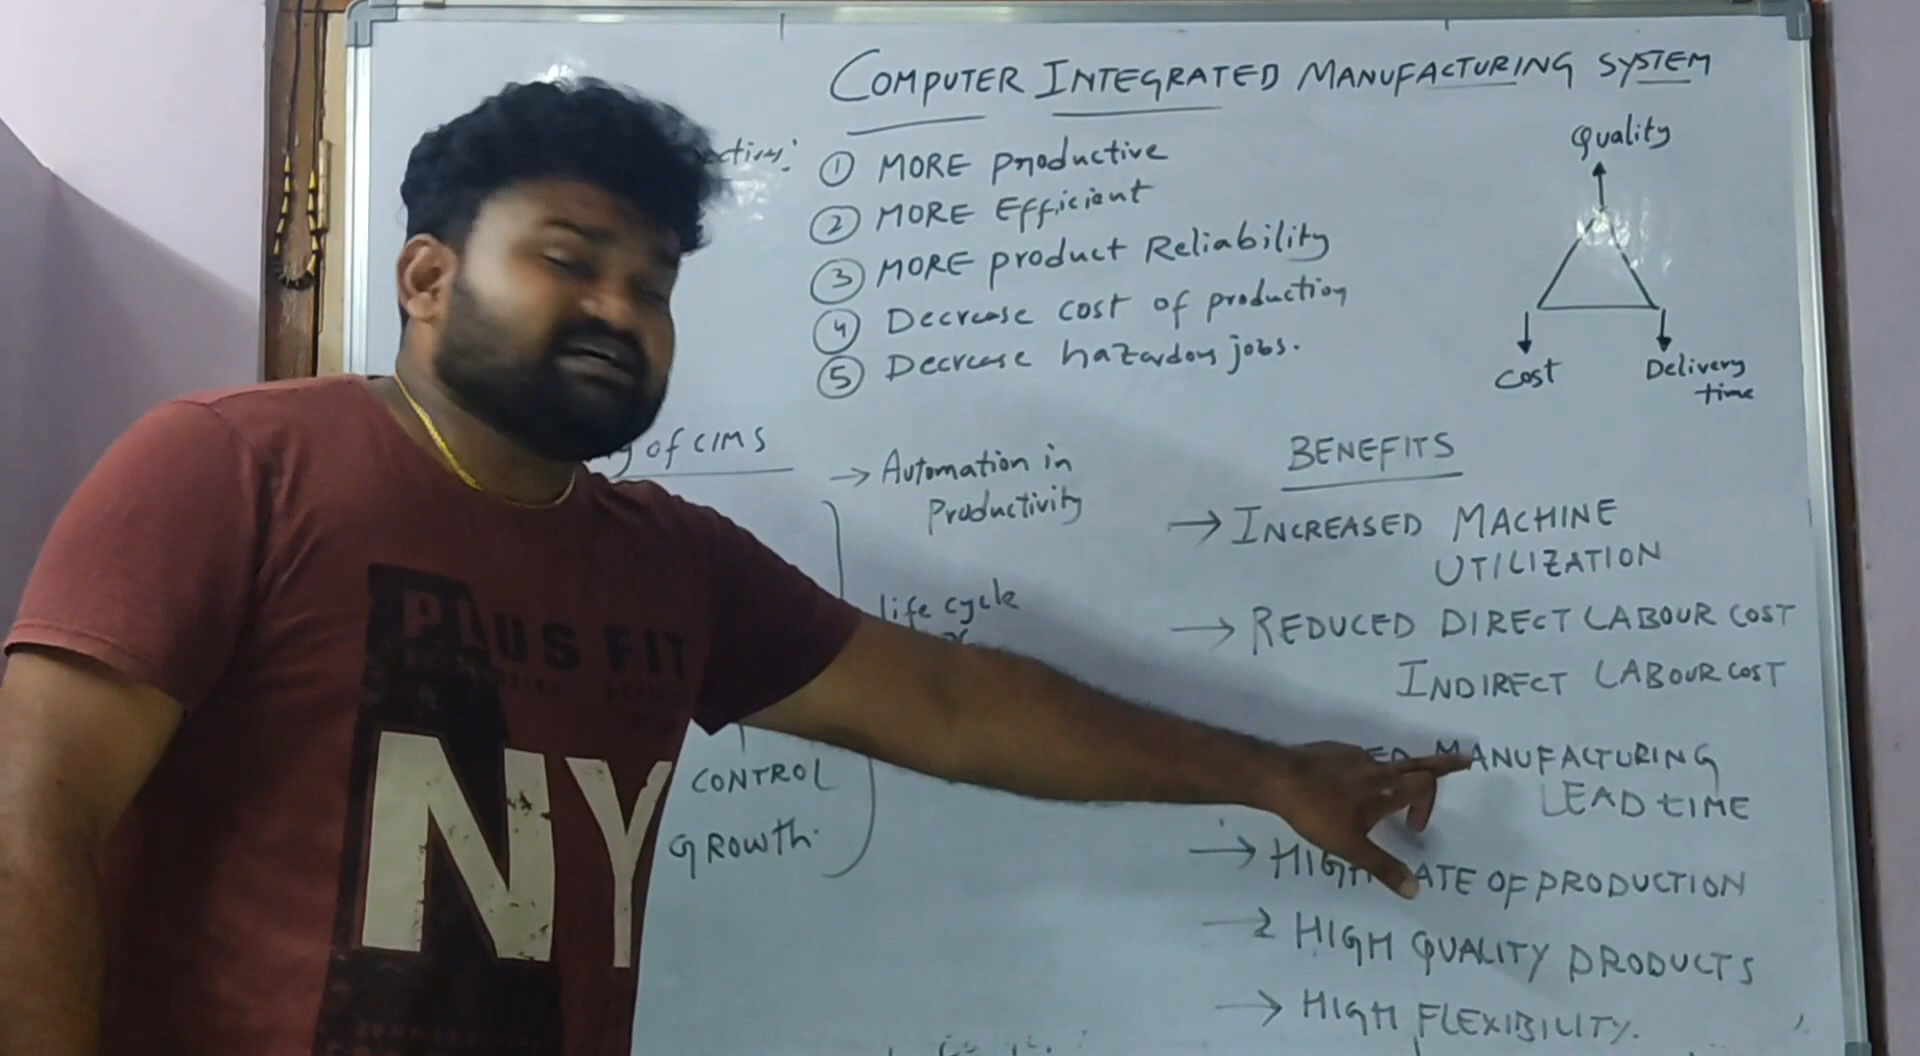 COMPUTER INTEGRATED MANUFACTURING SYSTEM
① MORE Productive
② MORE Efficient
③ MORE product Reliability
④ Decrease cost of production
⑤ Decrease hazardous jobs.
Quality
Cost
Delivery
time
of CIMS
→ Automation in
Productivity
life cycle
CONTROL
GROWTH.
BENEFITS
→ INCREASED MACHINE
UTILIZATION
→ REDUCED DIRECT LABOUR COST
INDIRECT LABOUR COST
MANUFACTURING
LEAD TIME
→ HIGH RATE OF PRODUCTION
→ HIGH QUALITY PRODUCTS
→ HIGH FLEXIBILITY.
PLUS FIT
NY